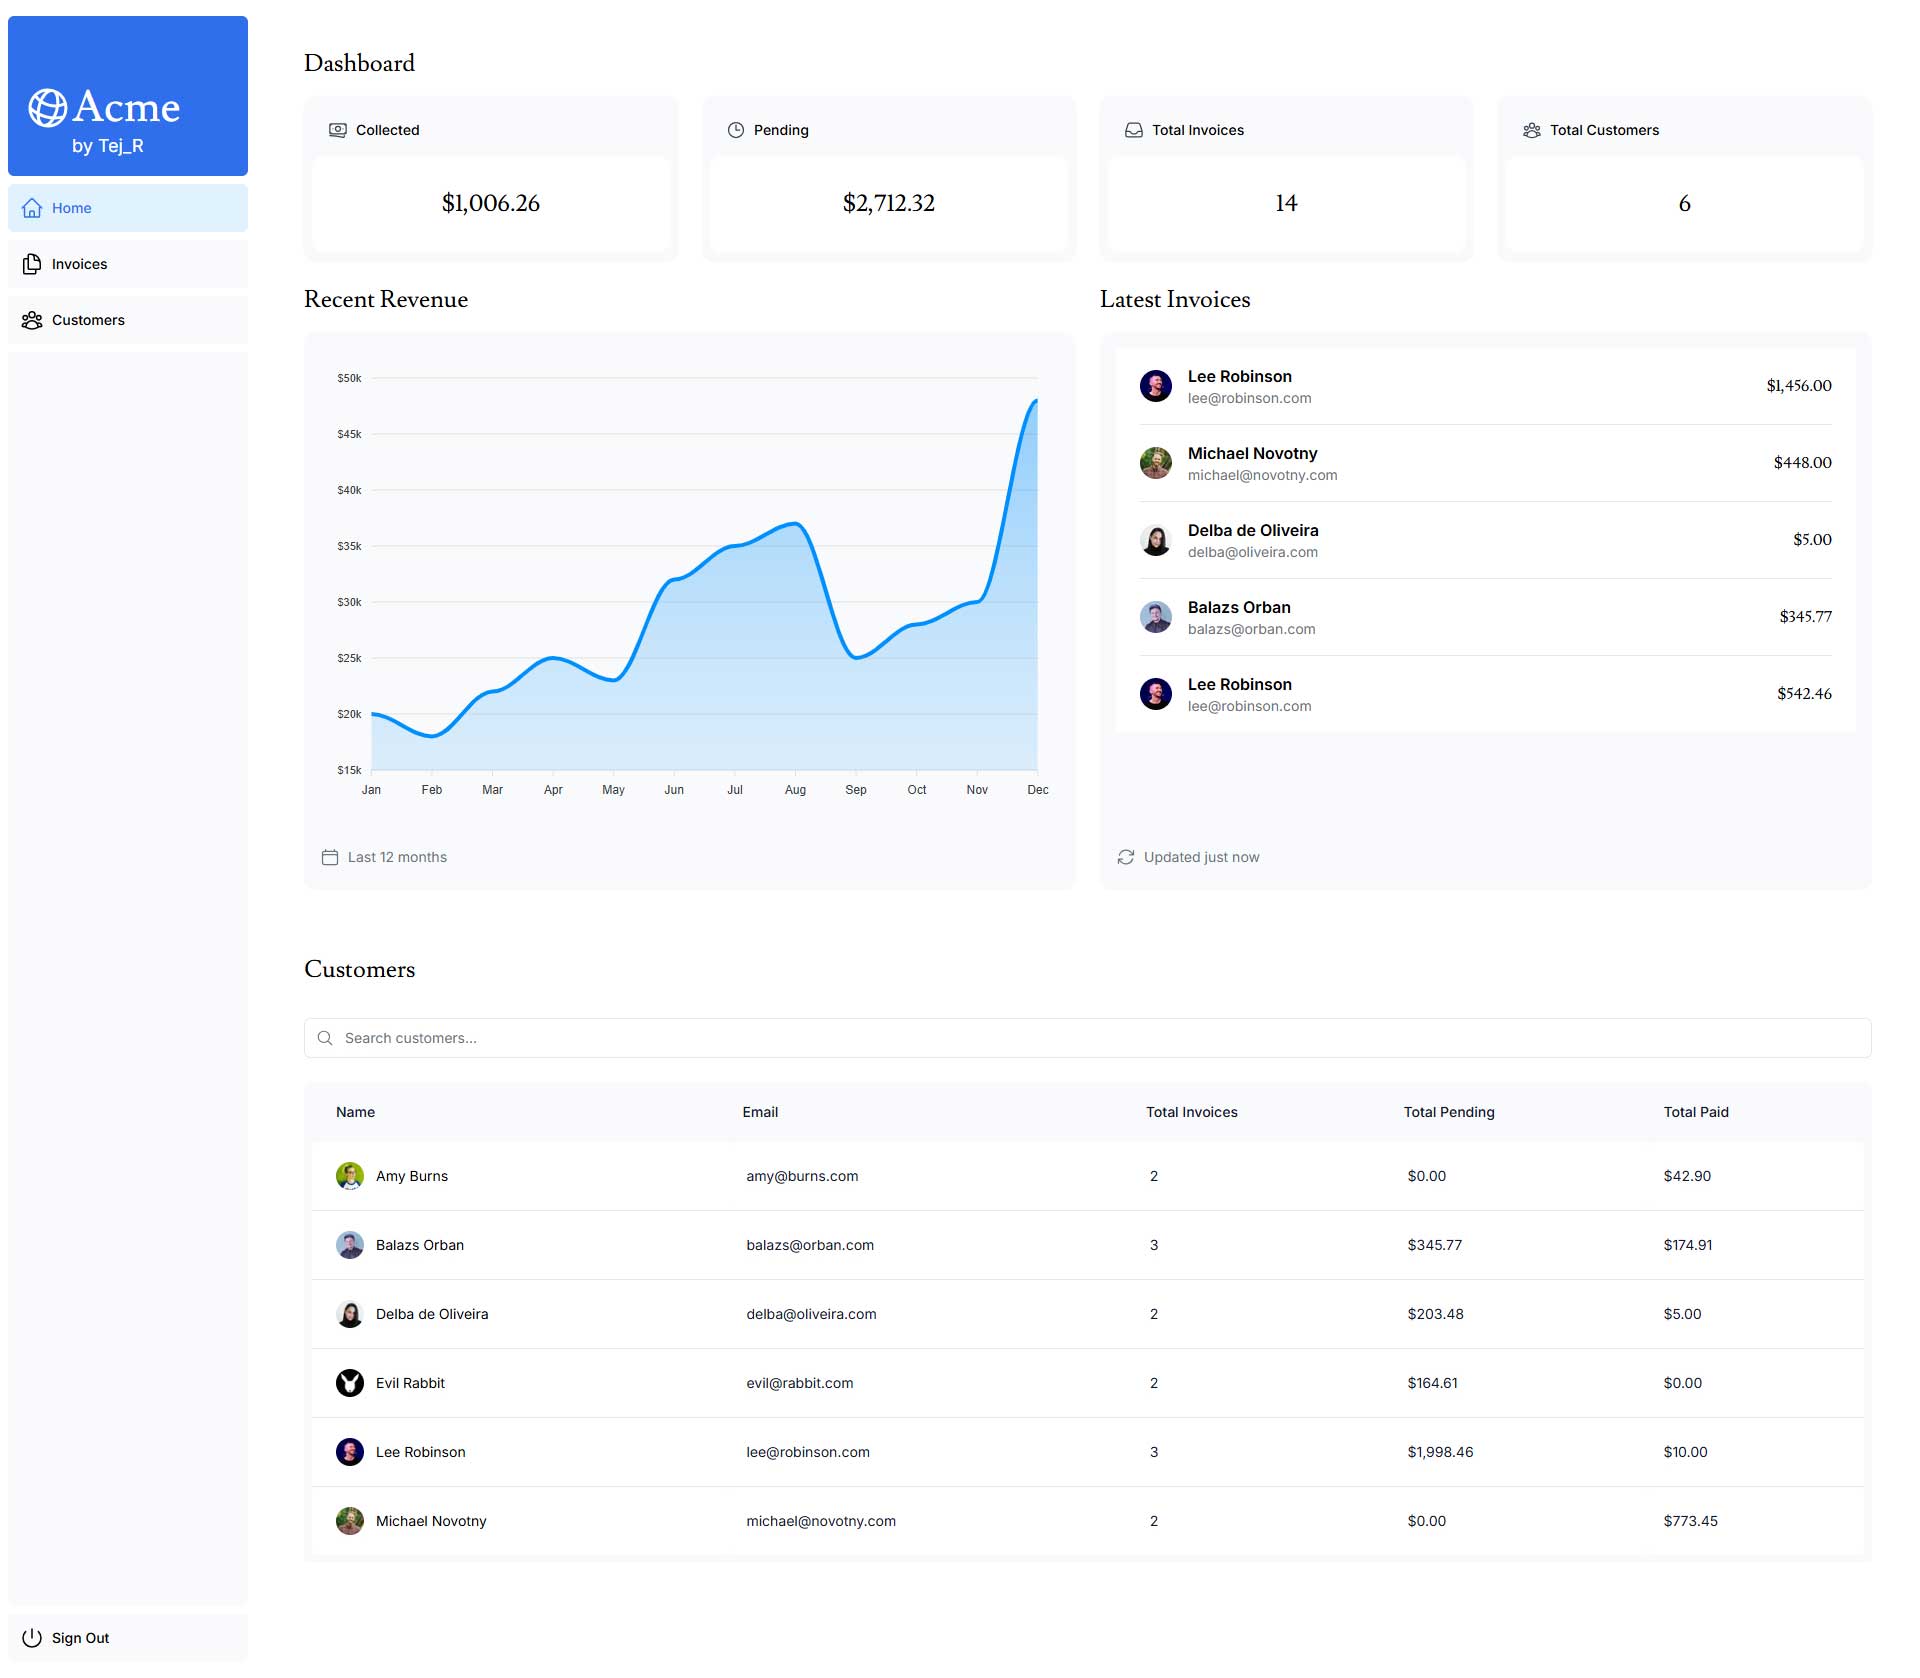 Acme
by Tej_R
Home
Invoices
Customers
Sign Out
Dashboard
Collected
$1,006.26
Pending
$2,712.32
Total Invoices
14
Total Customers
6
Recent Revenue
$50k
$45k
$40k
$35k
$30k
$25k
$20k
$15k
Jan Feb Mar Apr May Jun Jul Aug Sep Oct Nov Dec
Last 12 months
Latest Invoices
Lee Robinson
lee@robinson.com
$1,456.00
Michael Novotny
michael@novotny.com
$448.00
Delba de Oliveira
delba@oliveira.com
$5.00
Balazs Orban
balazs@orban.com
$345.77
Lee Robinson
lee@robinson.com
$542.46
Updated just now
Customers
Search customers...
Name Email Total Invoices Total Pending Total Paid
Amy Burns amy@burns.com 2 $0.00 $42.90
Balazs Orban balazs@orban.com 3 $345.77 $174.91
Delba de Oliveira delba@oliveira.com 2 $203.48 $5.00
Evil Rabbit evil@rabbit.com 2 $164.61 $0.00
Lee Robinson lee@robinson.com 3 $1,998.46 $10.00
Michael Novotny michael@novotny.com 2 $0.00 $773.45